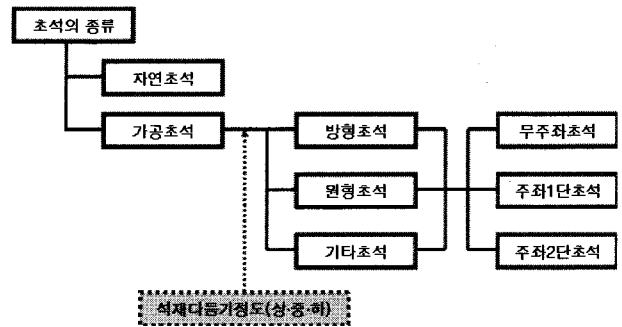 초석의 종류
자연초석
가공초석
방형초석
원형초석
기타초석
무주좌초석
주좌1단초석
주좌2단초석
석재다듬기정도(상·중·하)